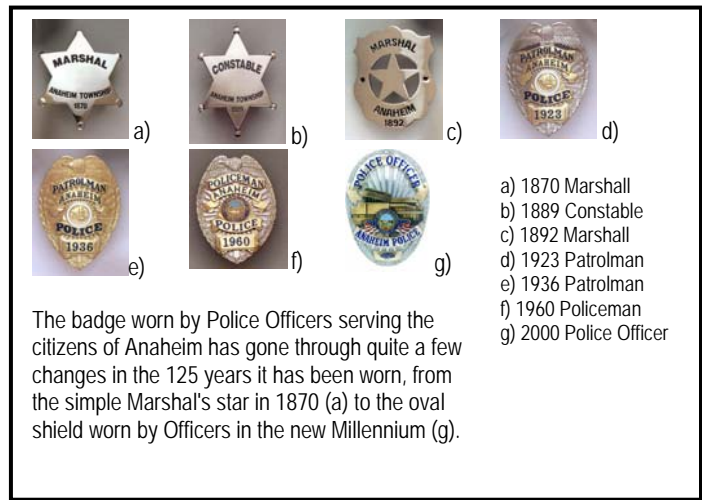 MARSHAL
ANAHEIM TOWNSHIP
1870
a)
CONSTABLE
ANAHEIM TOWNSHIP
b)
MARSHAL
ANAHEIM
1892
c)
PATROLMAN
ANAHEIM
POLICE
1923
d)
PATROLMAN
ANAHEIM
POLICE
1936
e)
POLICEMAN
ANAHEIM
POLICE
1960
f)
POLICE OFFICER
ANAHEIM POLICE
g)
a) 1870 Marshall
b) 1889 Constable
c) 1892 Marshall
d) 1923 Patrolman
e) 1936 Patrolman
f) 1960 Policeman
g) 2000 Police Officer
The badge worn by Police Officers serving the
citizens of Anaheim has gone through quite a few
changes in the 125 years it has been worn, from
the simple Marshal's star in 1870 (a) to the oval
shield worn by Officers in the new Millennium (g).